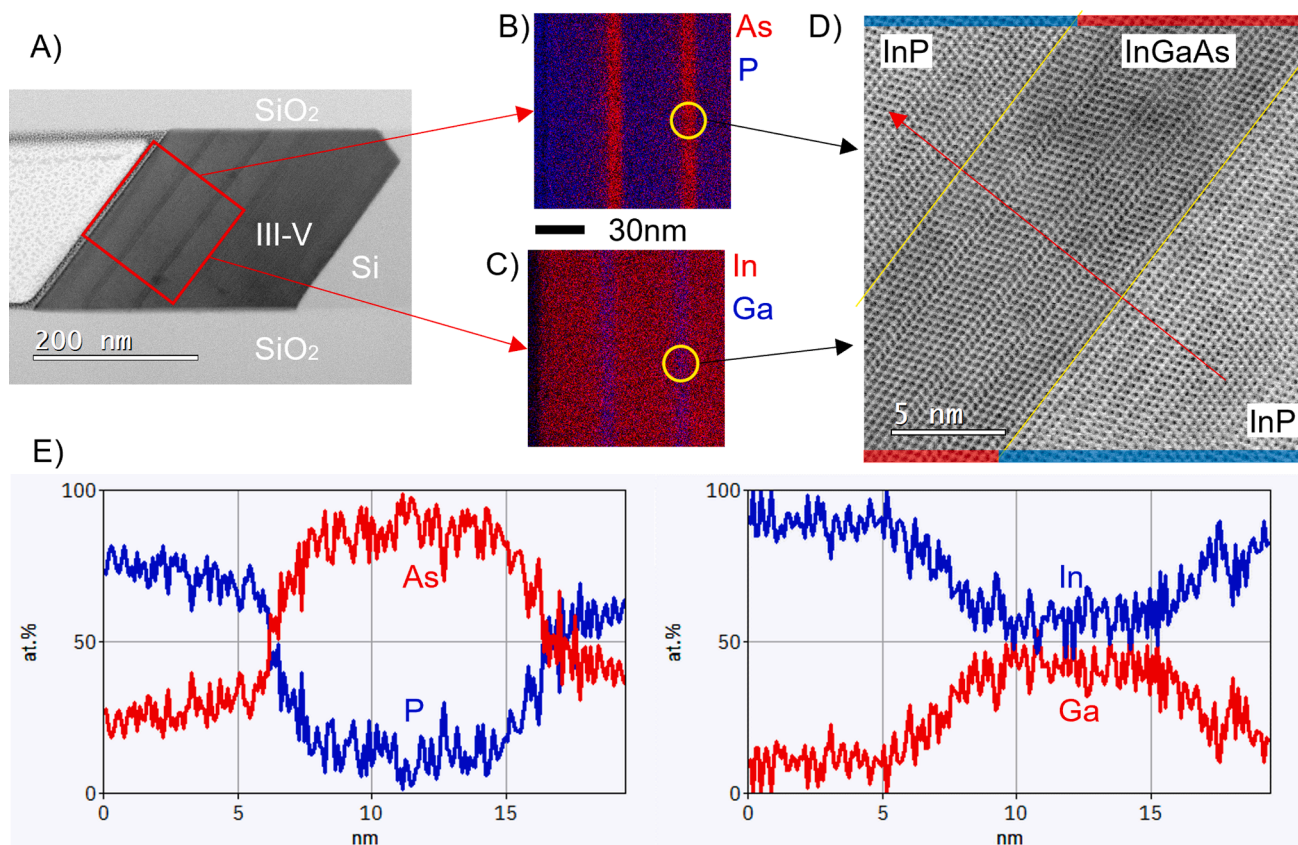 A)
SiO₂
III-V
Si
200 nm
SiO₂
B)
As
P
30nm
C)
In
Ga
D)
InP
InGaAs
5 nm
InP
E)
100
50
0
at.%
As
P
0
5
10
15
nm
100
50
0
at.%
In
Ga
0
5
10
15
nm